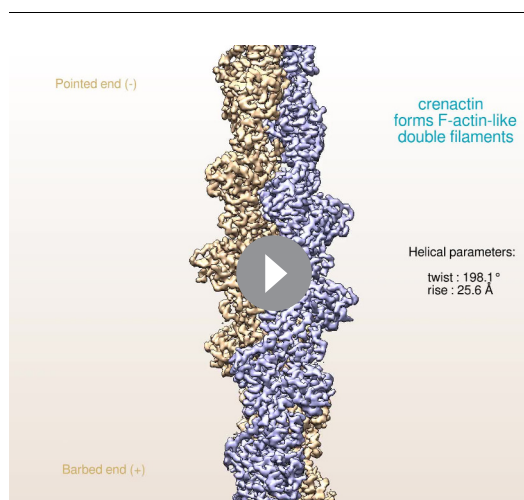 Pointed end (-)
crenactin
forms F-actin-like
double filaments
Helical parameters:
twist : 198.1°
rise : 25.6 Å
Barbed end (+)